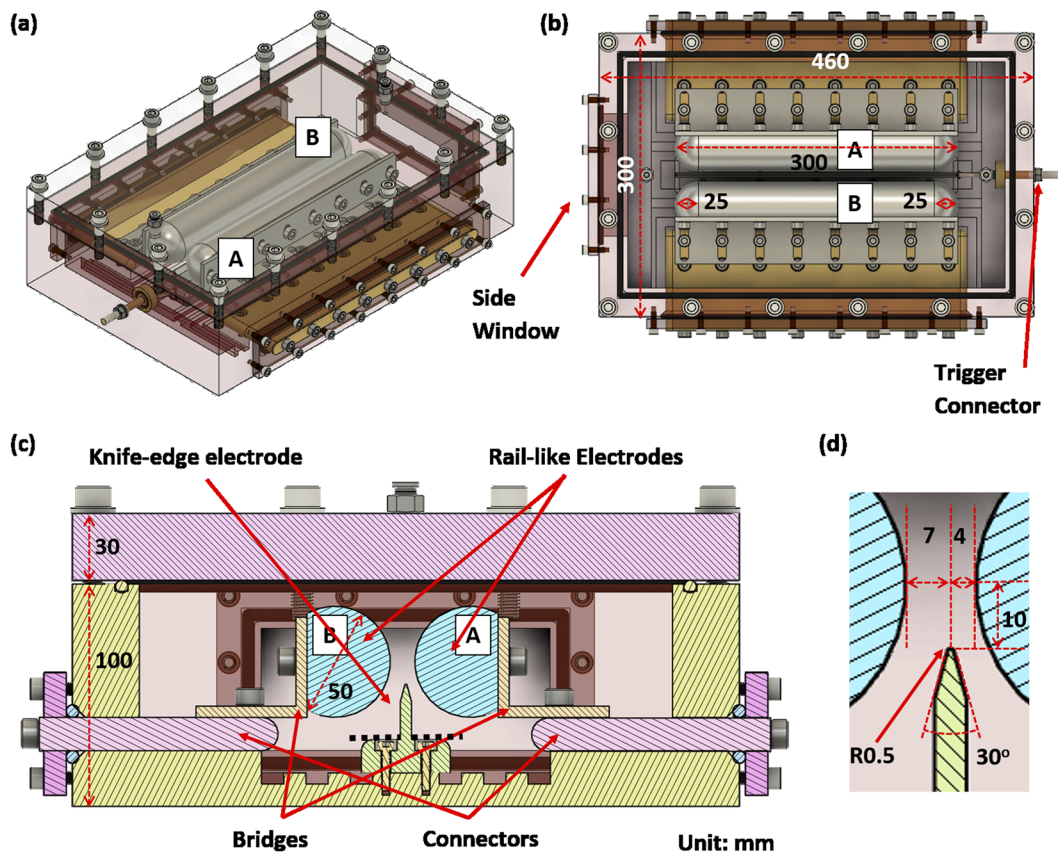 (a)
B
A
(b)
460
300
A
300
B
25
25
Side
Window
Trigger
Connector
(c)
Knife-edge electrode
Rail-like Electrodes
(d)
30
B
A
100
50
7
4
10
R0.5
30º
Bridges
Connectors
Unit: mm